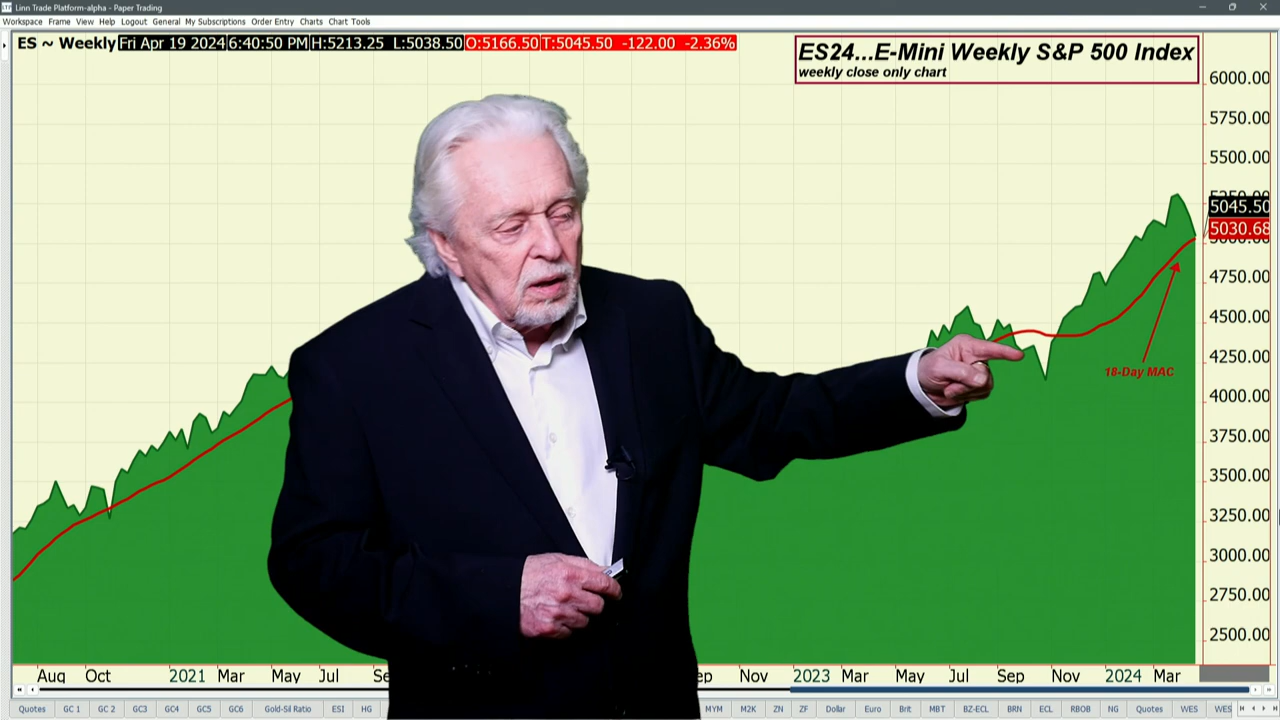 Linn Trade Platform-alpha - Paper Trading
Workspace Frame View Help Logout General My Subscriptions Order Entry Charts Chart Tools
ES ~ Weekly Fri Apr 19 2024 6:40:50 PM H:5213.25 L:5038.50 O:5166.50 T:5045.50 -122.00 -2.36%
ES24...E-Mini Weekly S&P 500 Index
weekly close only chart
6000.00
5750.00
5500.00
5250.00
5045.50
5030.68
5000.00
4750.00
4500.00
4250.00
18-Day MAC
4000.00
3750.00
3500.00
3250.00
3000.00
2750.00
2500.00
Aug Oct 2021 Mar May Jul Nov 2023 Mar May Jul Sep Nov 2024 Mar
Quotes GC 1 GC 2 GC3 GC4 GC5 GC6 Gold-Sil Ratio ESI HG MYM M2K ZN ZF Dollar Euro Brit MBT BZ-ECL BRN ECL RBOB NG Quotes WES WES